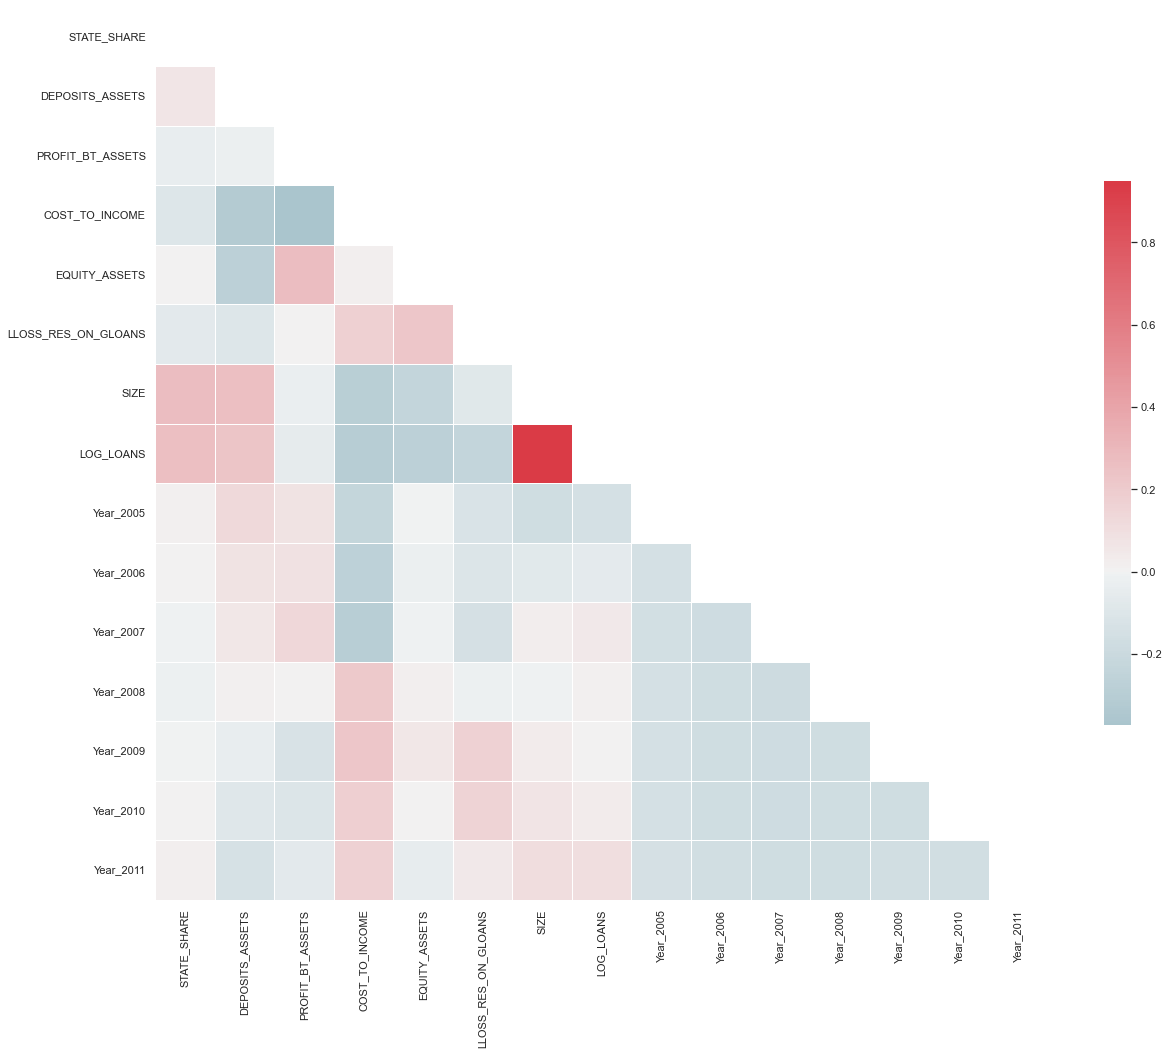 STATE_SHARE
DEPOSITS_ASSETS
PROFIT_BT_ASSETS
COST_TO_INCOME
EQUITY_ASSETS
LLOSS_RES_ON_GLOANS
SIZE
LOG_LOANS
Year_2005
Year_2006
Year_2007
Year_2008
Year_2009
Year_2010
Year_2011
STATE_SHARE
DEPOSITS_ASSETS
PROFIT_BT_ASSETS
COST_TO_INCOME
EQUITY_ASSETS
LLOSS_RES_ON_GLOANS
SIZE
LOG_LOANS
Year_2005
Year_2006
Year_2007
Year_2008
Year_2009
Year_2010
Year_2011
0.8
0.6
0.4
0.2
0.0
−0.2